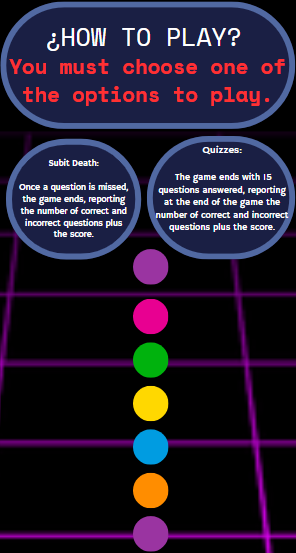 ¿HOW TO PLAY?
You must choose one of
the options to play.
Subit Death:
Once a question is missed,
the game ends, reporting
the number of correct and
incorrect questions plus
the score.
Quizzes:
The game ends with 15
questions answered, reporting
at the end of the game the
number of correct and incorrect
questions plus the score.